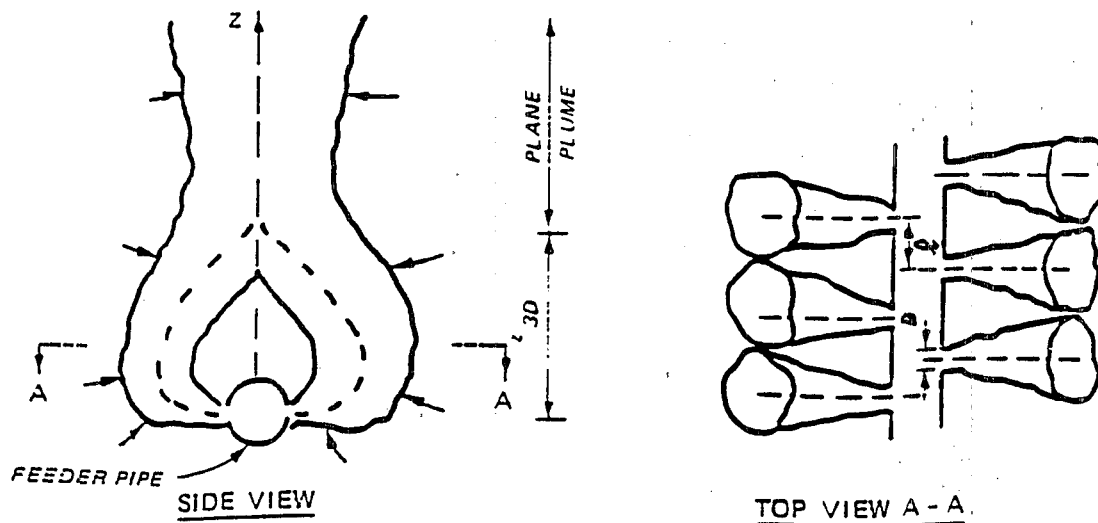 Z
PLANE
PLUME
3D
A
A
FEEDER PIPE
SIDE VIEW
D
B
TOP VIEW A-A.